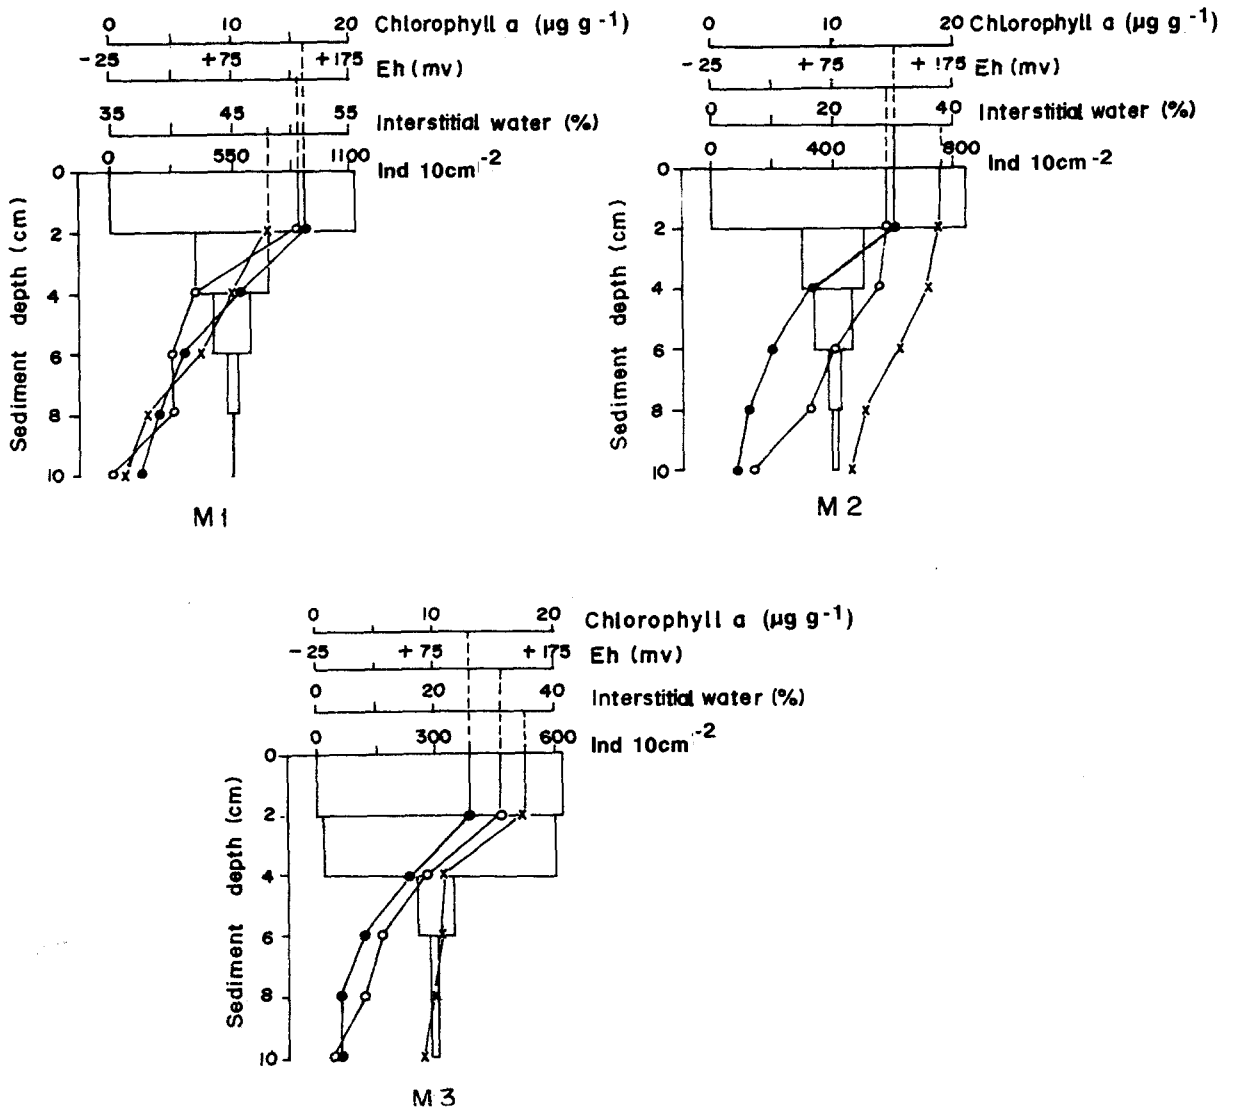 0 10 20 Chlorophyll a (µg g⁻¹)
-25 +75 +175 Eh (mv)
35 45 55 Interstitial water (%)
0 550 1100 Ind 10cm⁻²
0
2
4
6
8
10
Sediment depth (cm)
M1
0 10 20 Chlorophyll a (µg g⁻¹)
-25 +75 +175 Eh (mv)
0 20 40 Interstitial water (%)
0 400 800 Ind 10cm⁻²
0
2
4
6
8
10
Sediment depth (cm)
M2
0 10 20 Chlorophyll a (µg g⁻¹)
-25 +75 +175 Eh (mv)
0 20 40 Interstitial water (%)
0 300 600 Ind 10cm⁻²
0
2
4
6
8
10
Sediment depth (cm)
M3